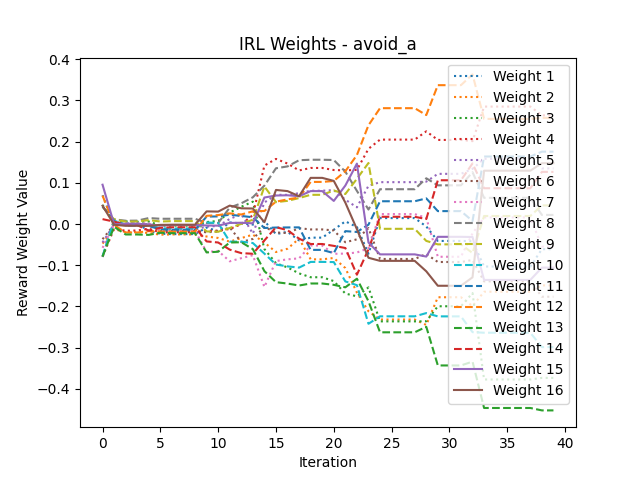 IRL Weights - avoid_a
Reward Weight Value
0.4
0.3
0.2
0.1
0.0
−0.1
−0.2
−0.3
−0.4
0 5 10 15 20 25 30 35 40
Iteration
Weight 1
Weight 2
Weight 3
Weight 4
Weight 5
Weight 6
Weight 7
Weight 8
Weight 9
Weight 10
Weight 11
Weight 12
Weight 13
Weight 14
Weight 15
Weight 16